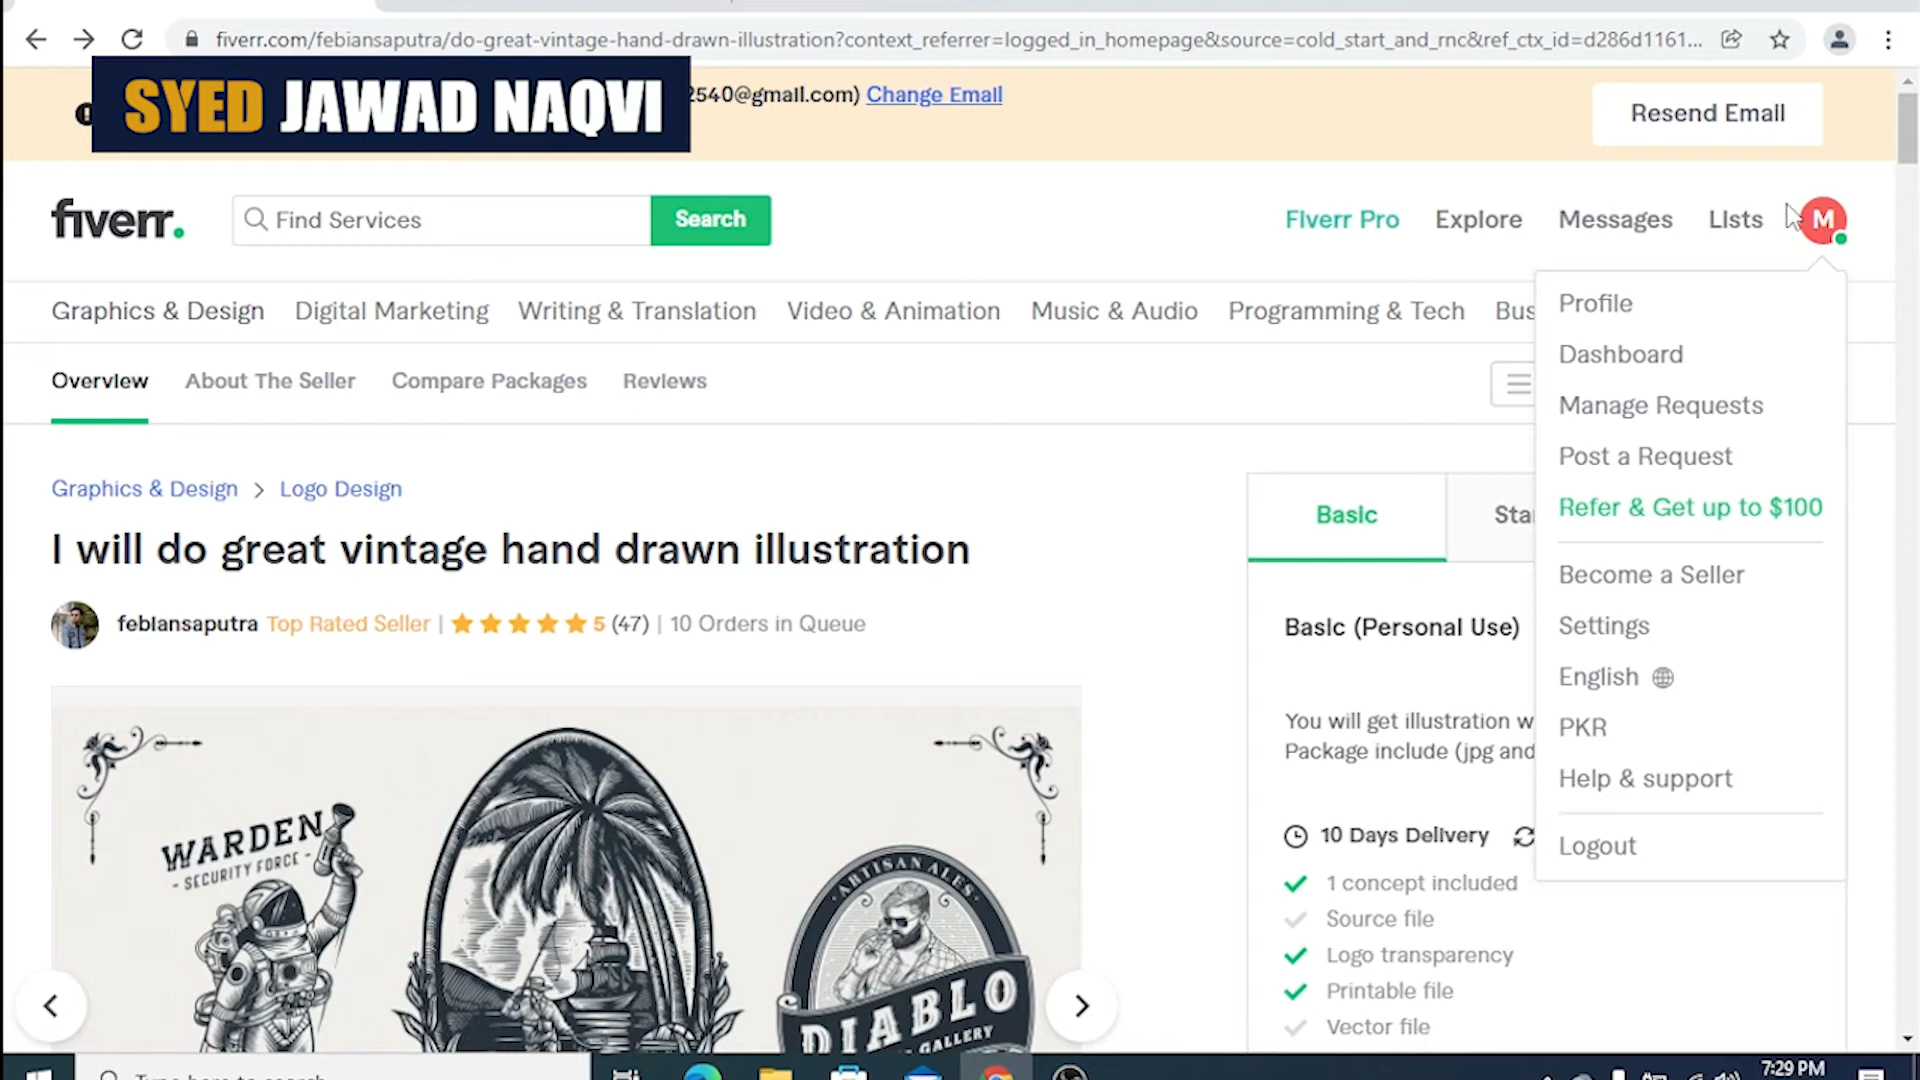 fiverr.com/febiansaputra/do-great-vintage-hand-drawn-illustration?context_referrer=logged_in_homepage&source=cold_start_and_rnc&ref_ctx_id=d286d1161...
SYED JAWAD NAQVI
2540@gmail.com) Change Email
Resend Email
fiverr.
Find Services
Search
Fiverr Pro
Explore
Messages
Lists
M
Graphics & Design
Digital Marketing
Writing & Translation
Video & Animation
Music & Audio
Programming & Tech
Bus
Overview
About The Seller
Compare Packages
Reviews
Profile
Dashboard
Manage Requests
Post a Request
Refer & Get up to $100
Become a Seller
Settings
English
PKR
Help & support
Logout
Graphics & Design > Logo Design
I will do great vintage hand drawn illustration
febiansaputra Top Rated Seller | 5 (47) | 10 Orders in Queue
WARDEN
- SECURITY FORCE -
ARTISAN ALES
DIABLO
GALLERY
Basic
Sta
Basic (Personal Use)
You will get illustration w
Package include (jpg and
10 Days Delivery
1 concept included
Source file
Logo transparency
Printable file
Vector file
Type here to search
7:29 PM